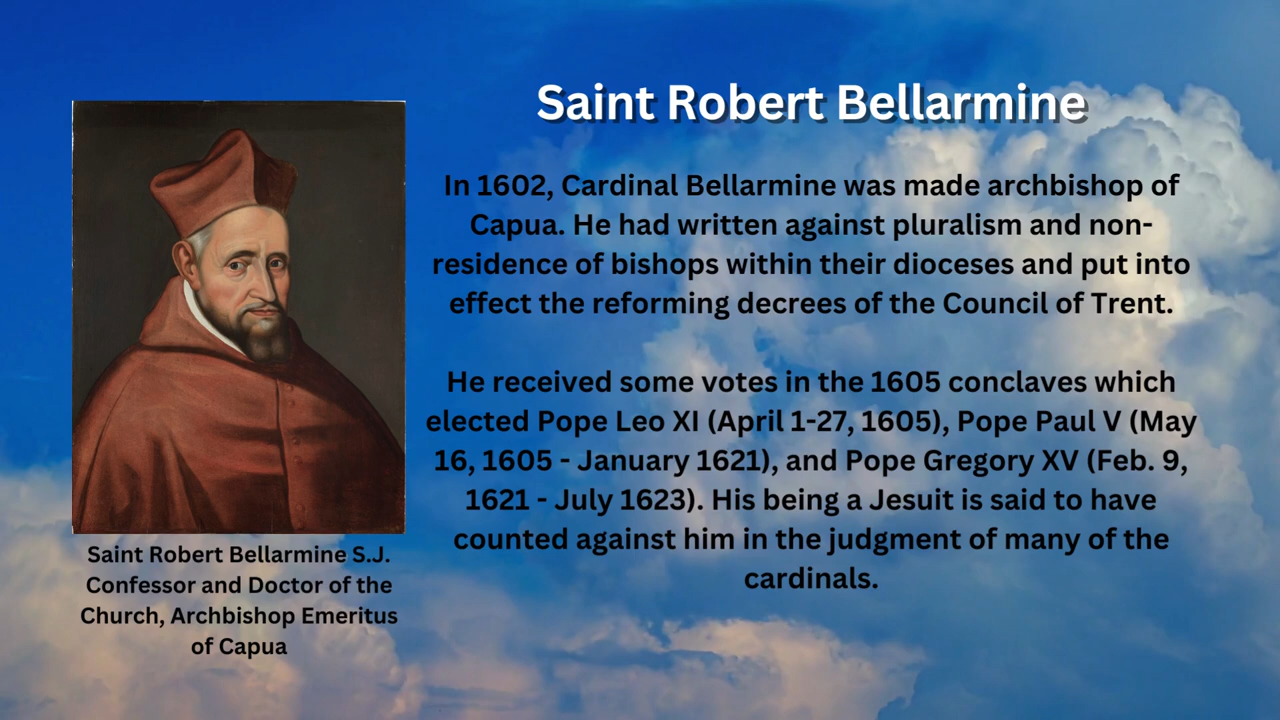 Saint Robert Bellarmine
In 1602, Cardinal Bellarmine was made archbishop of
Capua. He had written against pluralism and non-
residence of bishops within their dioceses and put into
effect the reforming decrees of the Council of Trent.
He received some votes in the 1605 conclaves which
elected Pope Leo XI (April 1-27, 1605), Pope Paul V (May
16, 1605 - January 1621), and Pope Gregory XV (Feb. 9,
1621 - July 1623). His being a Jesuit is said to have
counted against him in the judgment of many of the
cardinals.
Saint Robert Bellarmine S.J.
Confessor and Doctor of the
Church, Archbishop Emeritus
of Capua